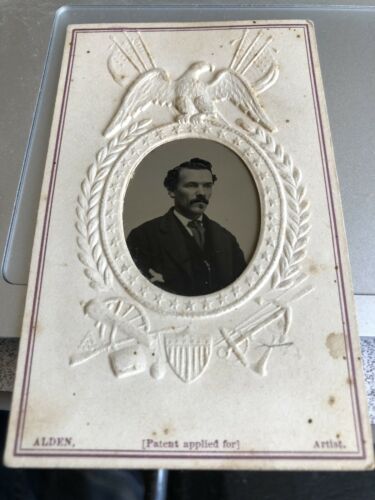 ALDEN, [Patent applied for] Artist.